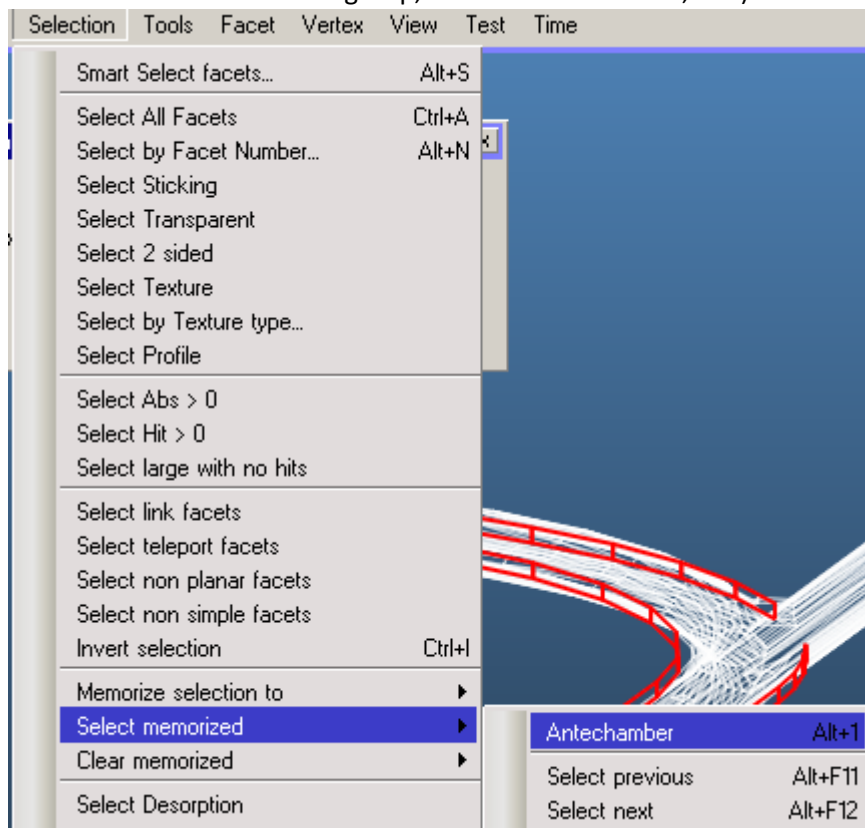 Selection Tools Facet Vertex View Test Time
Smart Select facets... Alt+S
Select All Facets Ctrl+A
Select by Facet Number... Alt+N
Select Sticking
Select Transparent
Select 2 sided
Select Texture
Select by Texture type...
Select Profile
Select Abs > 0
Select Hit > 0
Select large with no hits
Select link facets
Select teleport facets
Select non planar facets
Select non simple facets
Invert selection Ctrl+I
Memorize selection to
Select memorized
Clear memorized
Select Desorption
Antechamber Alt+1
Select previous Alt+F11
Select next Alt+F12